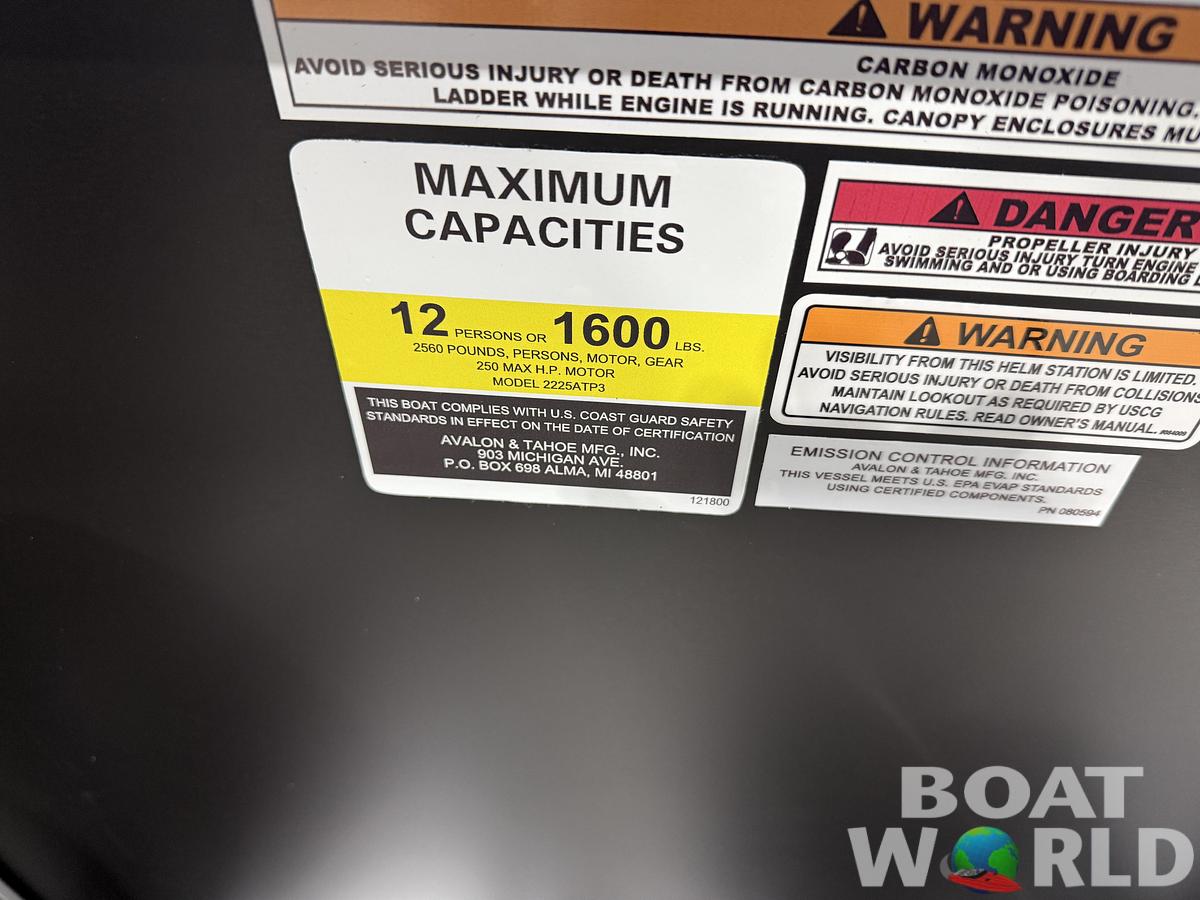 WARNING
CARBON MONOXIDE
AVOID SERIOUS INJURY OR DEATH FROM CARBON MONOXIDE POISONING.
LADDER WHILE ENGINE IS RUNNING. CANOPY ENCLOSURES MU
MAXIMUM
CAPACITIES
12 PERSONS OR 1600 LBS.
2560 POUNDS, PERSONS, MOTOR, GEAR
250 MAX H.P. MOTOR
MODEL 2225ATP3
THIS BOAT COMPLIES WITH U.S. COAST GUARD SAFETY
STANDARDS IN EFFECT ON THE DATE OF CERTIFICATION
AVALON & TAHOE MFG., INC.
903 MICHIGAN AVE.
P.O. BOX 698 ALMA, MI 48801
121800
DANGER
PROPELLER INJURY
AVOID SERIOUS INJURY TURN ENGINE
SWIMMING AND OR USING BOARDING
WARNING
VISIBILITY FROM THIS HELM STATION IS LIMITED.
AVOID SERIOUS INJURY OR DEATH FROM COLLISIONS
MAINTAIN LOOKOUT AS REQUIRED BY USCG
NAVIGATION RULES. READ OWNER'S MANUAL.
EMISSION CONTROL INFORMATION
AVALON & TAHOE MFG. INC.
THIS VESSEL MEETS U.S. EPA EVAP STANDARDS
USING CERTIFIED COMPONENTS.
PN 080594
BOAT
WORLD